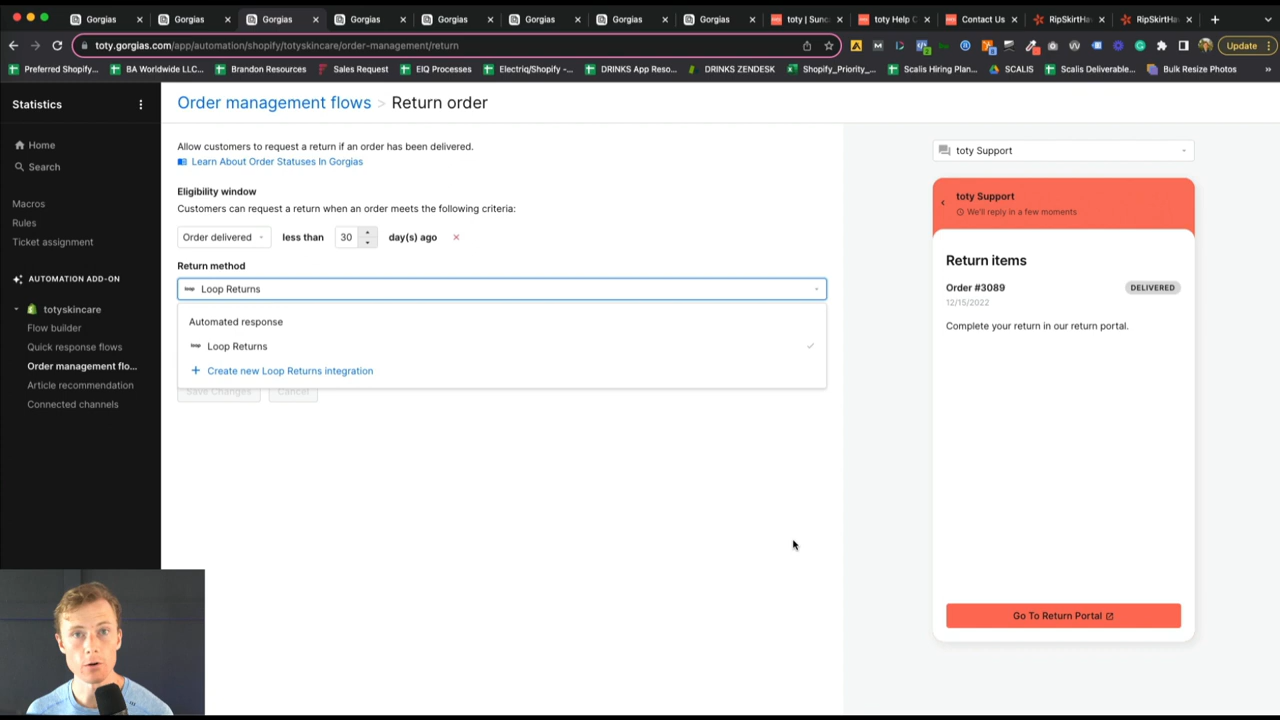 Gorgias
Gorgias
Gorgias
Gorgias
Gorgias
Gorgias
Gorgias
Gorgias
toty | Sunc
toty Help C
Contact Us
RipSkirtHa
RipSkirtHa
toty.gorgias.com/app/automation/shopify/totyskincare/order-management/return
Update
Preferred Shopify...
BA Worldwide LLC...
Brandon Resources
Sales Request
EIQ Processes
Electriq/Shopify -...
DRINKS App Reso...
DRINKS ZENDESK
Shopify_Priority_...
Scalis Hiring Plan...
SCALIS
Scalis Deliverable...
Bulk Resize Photos
»
Statistics
Home
Search
Macros
Rules
Ticket assignment
AUTOMATION ADD-ON
totyskincare
Flow builder
Quick response flows
Order management flo...
Article recommendation
Connected channels
Order management flows > Return order
Allow customers to request a return if an order has been delivered.
Learn About Order Statuses In Gorgias
Eligibility window
Customers can request a return when an order meets the following criteria:
Order delivered less than 30 day(s) ago
Return method
Loop Returns
Automated response
Loop Returns
+ Create new Loop Returns integration
Save Changes Cancel
toty Support
toty Support
We'll reply in a few moments
Return items
Order #3089 DELIVERED
12/15/2022
Complete your return in our return portal.
Go To Return Portal